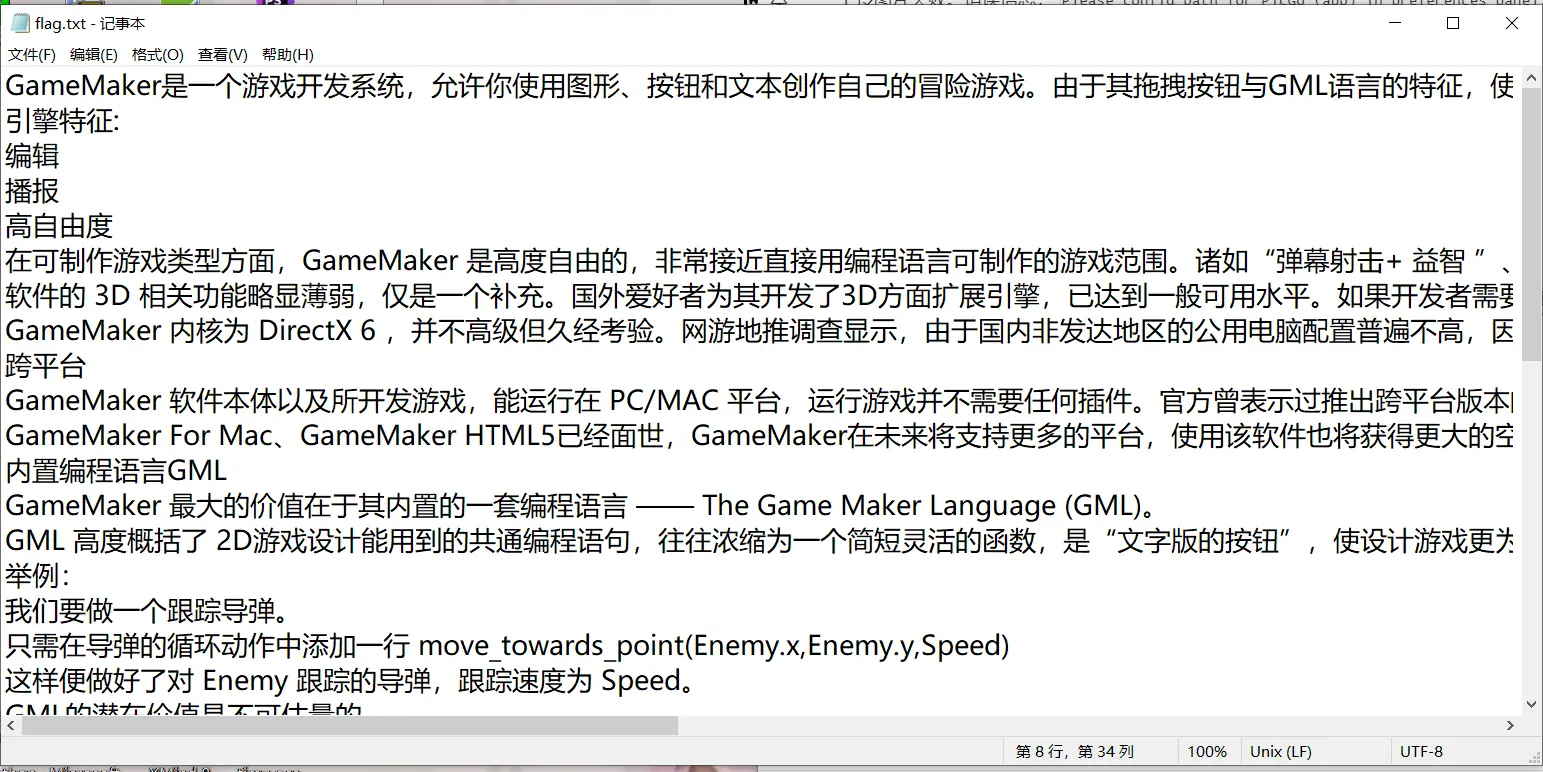 flag.txt - 记事本
文件(F) 编辑(E) 格式(O) 查看(V) 帮助(H)
GameMaker是一个游戏开发系统，允许你使用图形、按钮和文本创作自己的冒险游戏。由于其拖拽按钮与GML语言的特征，使
引擎特征:
编辑
播报
高自由度
在可制作游戏类型方面，GameMaker 是高度自由的，非常接近直接用编程语言可制作的游戏范围。诸如“弹幕射击+ 益智 ”、
软件的 3D 相关功能略显薄弱，仅是一个补充。国外爱好者为其开发了3D方面扩展引擎，已达到一般可用水平。如果开发者需要
GameMaker 内核为 DirectX 6 ，并不高级但久经考验。网游地推调查显示，由于国内非发达地区的公用电脑配置普遍不高，因
跨平台
GameMaker 软件本体以及所开发游戏，能运行在 PC/MAC 平台，运行游戏并不需要任何插件。官方曾表示过推出跨平台版本
GameMaker For Mac、GameMaker HTML5已经面世，GameMaker在未来将支持更多的平台，使用该软件也将获得更大的空
内置编程语言GML
GameMaker 最大的价值在于其内置的一套编程语言 —— The Game Maker Language (GML)。
GML 高度概括了 2D游戏设计能用到的共通编程语句，往往浓缩为一个简短灵活的函数，是“文字版的按钮”，使设计游戏更为
举例：
我们要做一个跟踪导弹。
只需在导弹的循环动作中添加一行 move_towards_point(Enemy.x,Enemy.y,Speed)
这样便做好了对 Enemy 跟踪的导弹，跟踪速度为 Speed。
GML的潜在价值是不可估量的
第 8 行，第 34 列 100% Unix (LF) UTF-8